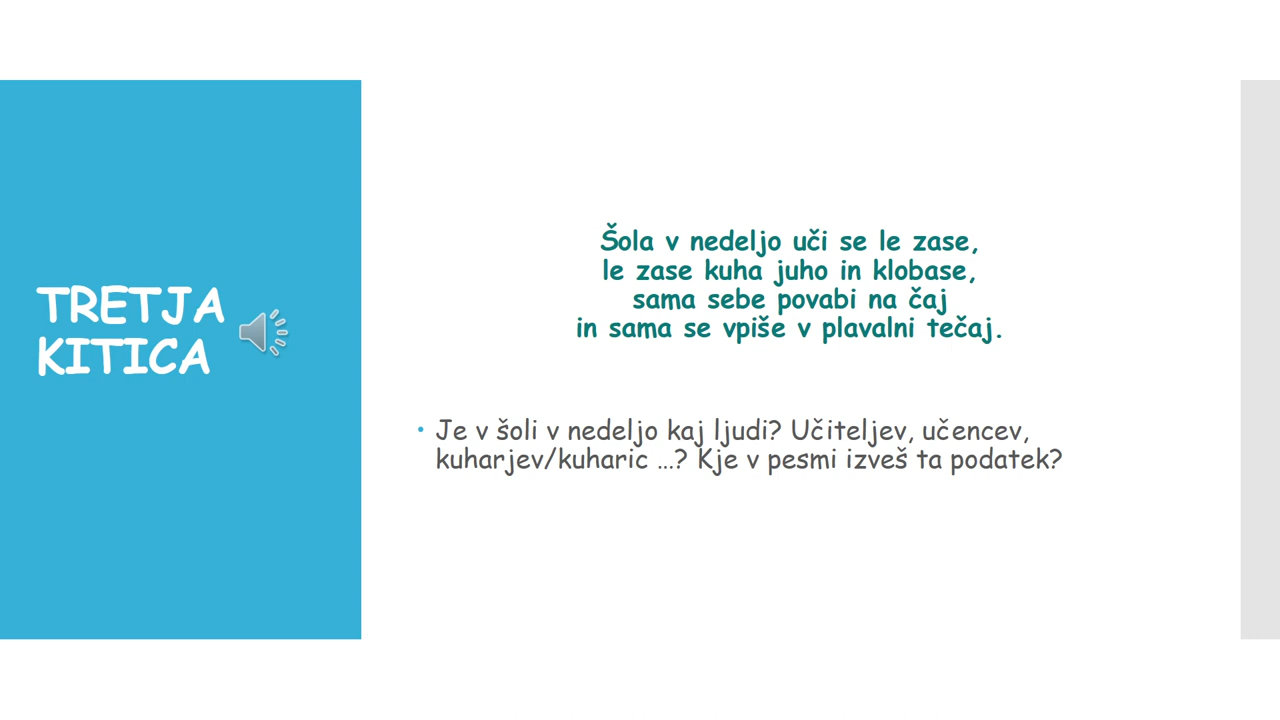 TRETJA
KITICA
Šola v nedeljo uči se le zase,
le zase kuha juho in klobase,
sama sebe povabi na čaj
in sama se vpiše v plavalni tečaj.
• Je v šoli v nedeljo kaj ljudi? Učiteljev, učencev,
kuharjev/kuharic …? Kje v pesmi izveš ta podatek?